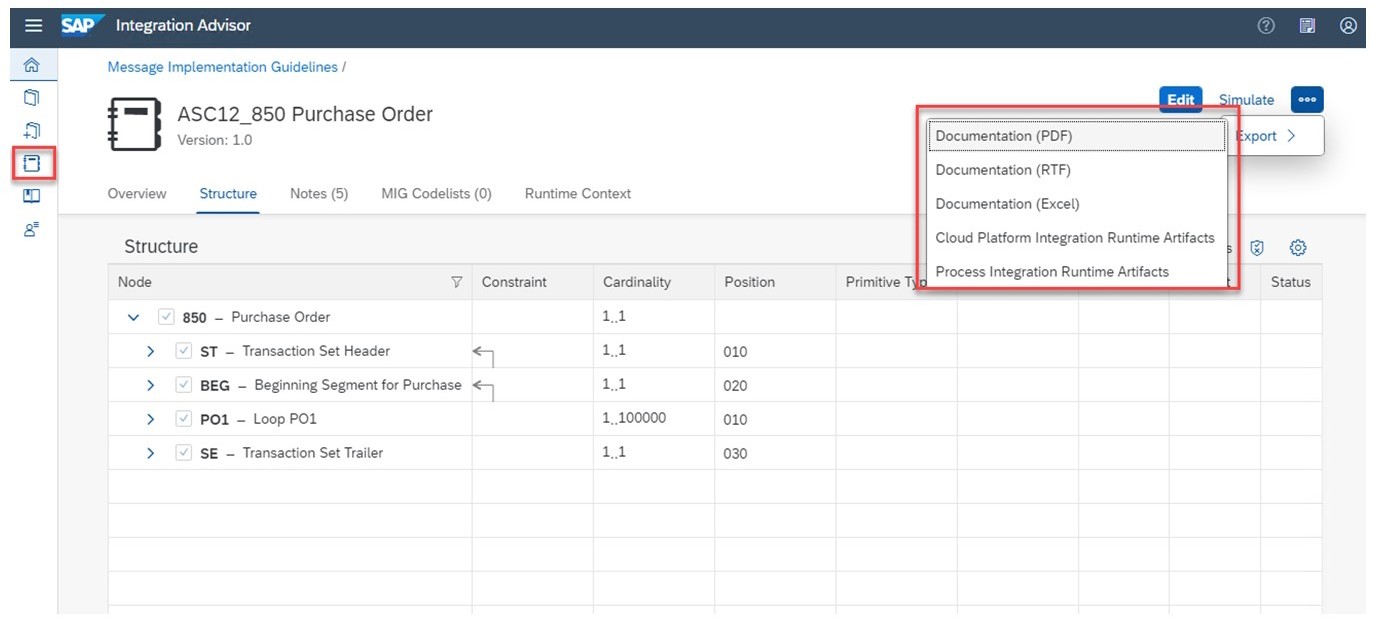 SAP Integration Advisor
Message Implementation Guidelines /
ASC12_850 Purchase Order
Version: 1.0
Edit Simulate
Export
Documentation (PDF)
Documentation (RTF)
Documentation (Excel)
Cloud Platform Integration Runtime Artifacts
Process Integration Runtime Artifacts
Overview Structure Notes (5) MIG Codelists (0) Runtime Context
Structure
Node Constraint Cardinality Position Primitive Typ Status
850 – Purchase Order 1..1
ST – Transaction Set Header 1..1 010
BEG – Beginning Segment for Purchase 1..1 020
PO1 – Loop PO1 1..100000 010
SE – Transaction Set Trailer 1..1 030